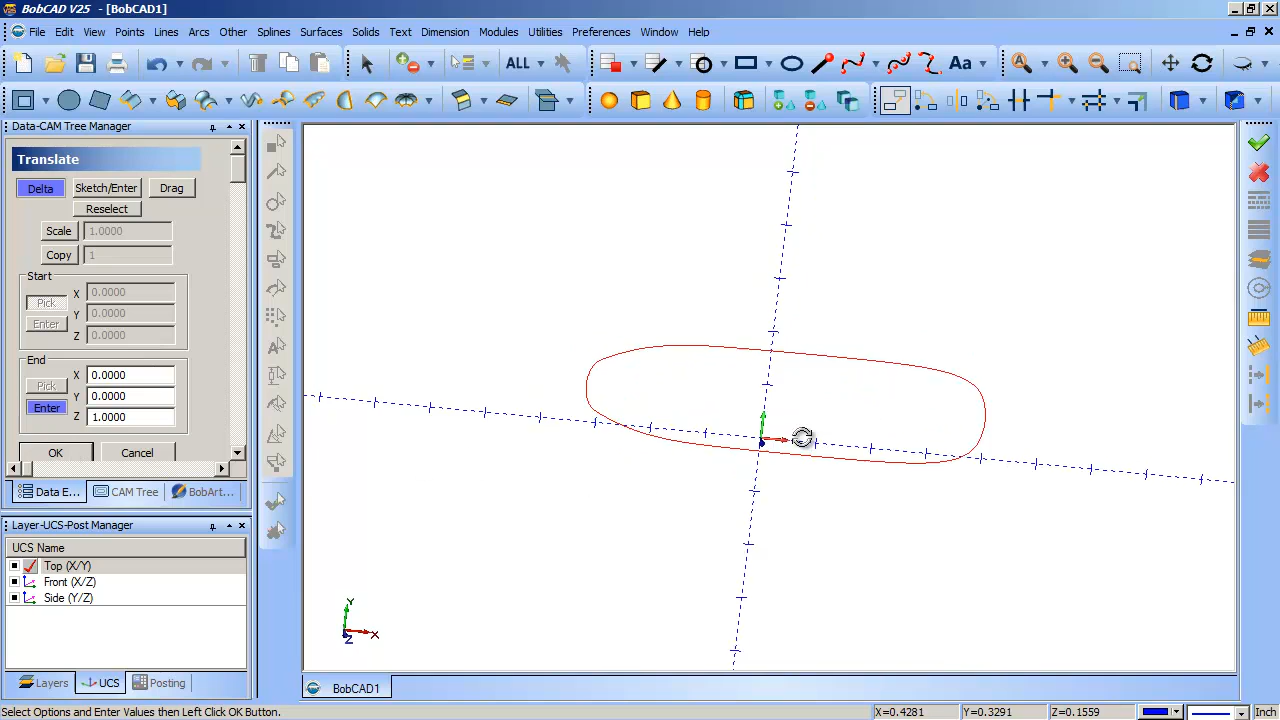 BobCAD V25 - [BobCAD1]
File Edit View Points Lines Arcs Other Splines Surfaces Solids Text Dimension Modules Utilities Preferences Window Help
ALL Aa
Data-CAM Tree Manager
Translate
Delta Sketch/Enter Drag
Reselect
Scale 1.0000
Copy 1
Start
Pick X 0.0000
Enter Y 0.0000
Z 0.0000
End
Pick X 0.0000
Enter Y 0.0000
Z 1.0000
OK Cancel
Data E... CAM Tree BobArt...
Layer-UCS-Post Manager
UCS Name
Top (X/Y)
Front (X/Z)
Side (Y/Z)
Layers UCS Posting
Y
X
Z
BobCAD1
Select Options and Enter Values then Left Click OK Button. X=0.4281 Y=0.3291 Z=0.1559 Inch